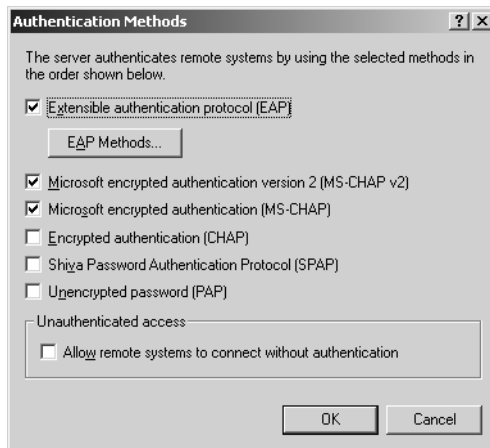 Authentication Methods
The server authenticates remote systems by using the selected methods in
the order shown below.
Extensible authentication protocol (EAP)
EAP Methods...
Microsoft encrypted authentication version 2 (MS-CHAP v2)
Microsoft encrypted authentication (MS-CHAP)
Encrypted authentication (CHAP)
Shiva Password Authentication Protocol (SPAP)
Unencrypted password (PAP)
Unauthenticated access
Allow remote systems to connect without authentication
OK
Cancel